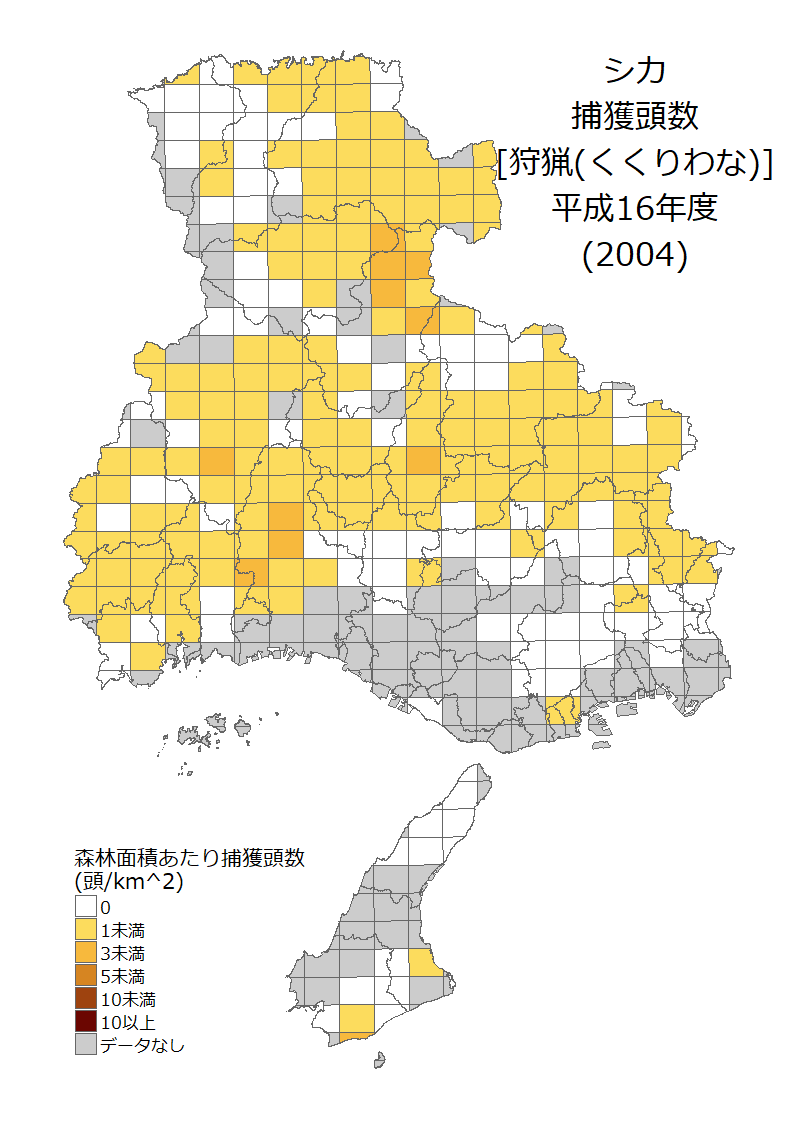 シカ
捕獲頭数
[狩猟(くくりわな)]
平成16年度
(2004)
森林面積あたり捕獲頭数
(頭/km^2)
0
1未満
3未満
5未満
10未満
10以上
データなし